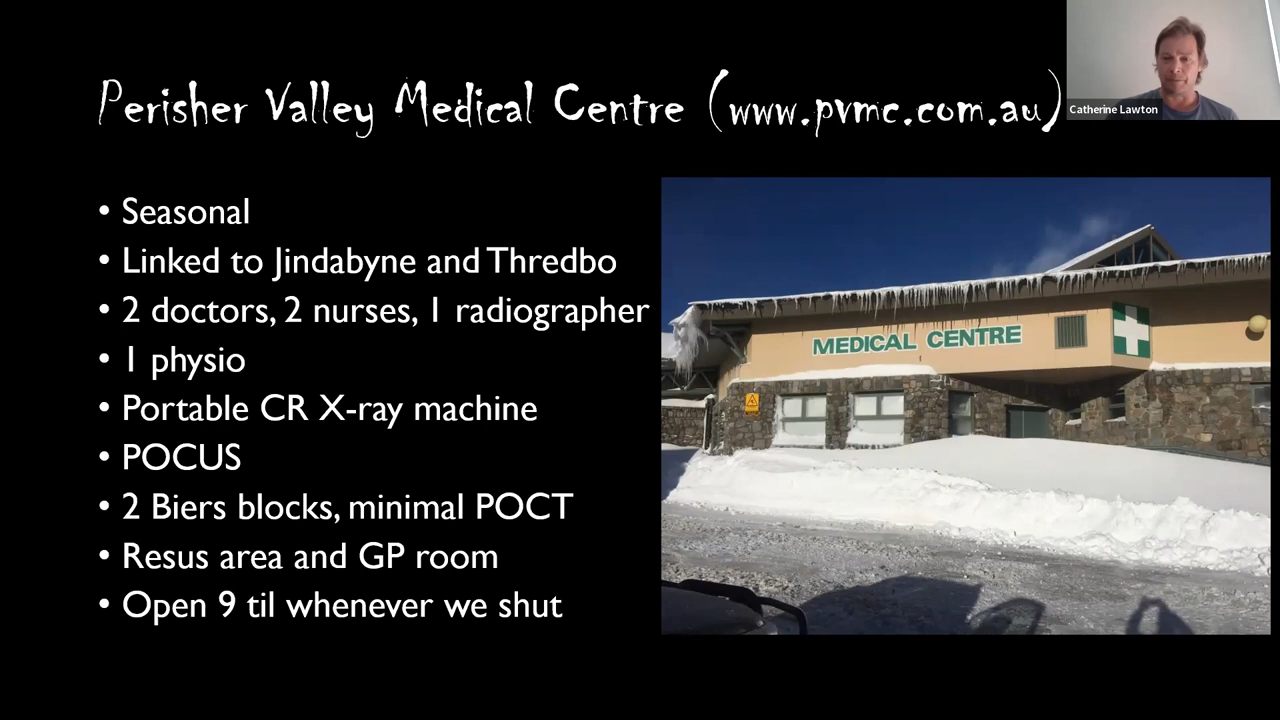 Perisher Valley Medical Centre (www.pvmc.com.au)
Catherine Lawton
• Seasonal
• Linked to Jindabyne and Thredbo
• 2 doctors, 2 nurses, 1 radiographer
• 1 physio
• Portable CR X-ray machine
• POCUS
• 2 Biers blocks, minimal POCT
• Resus area and GP room
• Open 9 til whenever we shut
MEDICAL CENTRE